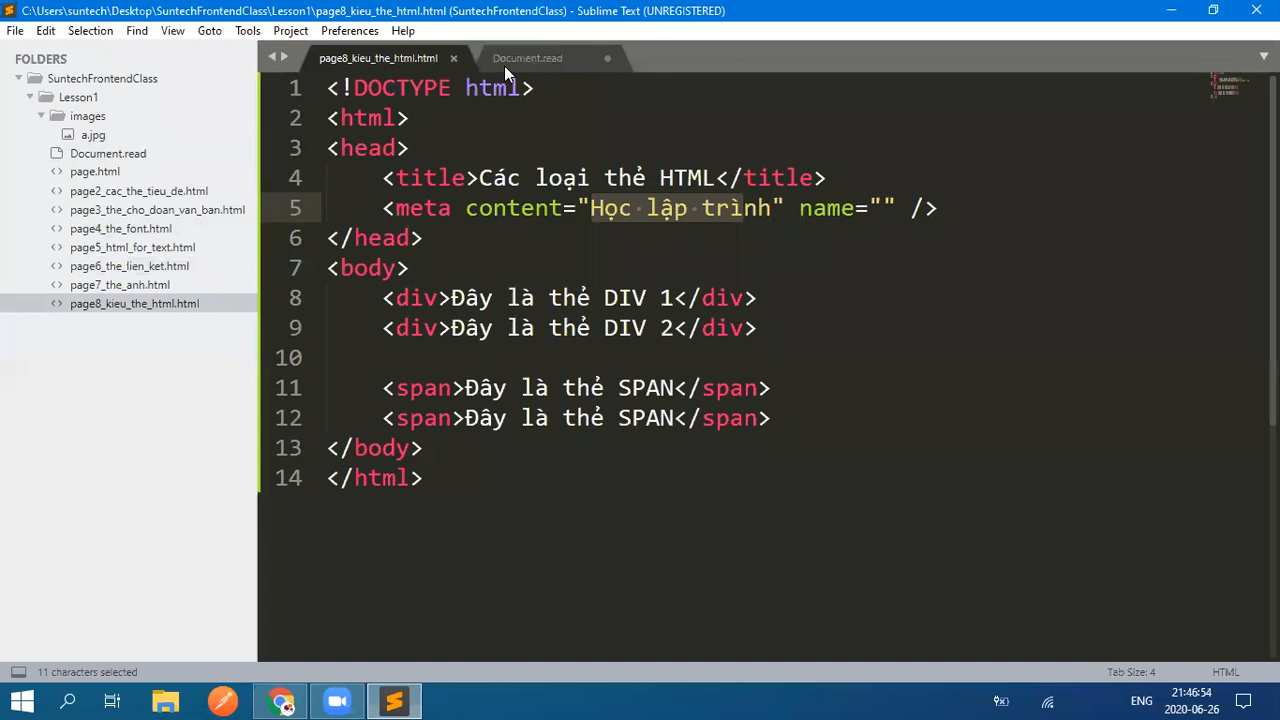 C:\Users\suntech\Desktop\SuntechFrontendClass\Lesson1\page8_kieu_the_html.html (SuntechFrontendClass) - Sublime Text (UNREGISTERED)
File Edit Selection Find View Goto Tools Project Preferences Help
FOLDERS
SuntechFrontendClass
Lesson1
images
a.jpg
Document.read
page.html
page2_cac_the_tieu_de.html
page3_the_cho_doan_van_ban.html
page4_the_font.html
page5_html_for_text.html
page6_the_lien_ket.html
page7_the_anh.html
page8_kieu_the_html.html
page8_kieu_the_html.html Document.read
1 <!DOCTYPE html>
2 <html>
3 <head>
4 <title>Các loại thẻ HTML</title>
5 <meta content="Học lập trình" name="" />
6 </head>
7 <body>
8 <div>Đây là thẻ DIV 1</div>
9 <div>Đây là thẻ DIV 2</div>
10
11 <span>Đây là thẻ SPAN</span>
12 <span>Đây là thẻ SPAN</span>
13 </body>
14 </html>
11 characters selected Tab Size: 4 HTML
ENG
21:46:54
2020-06-26